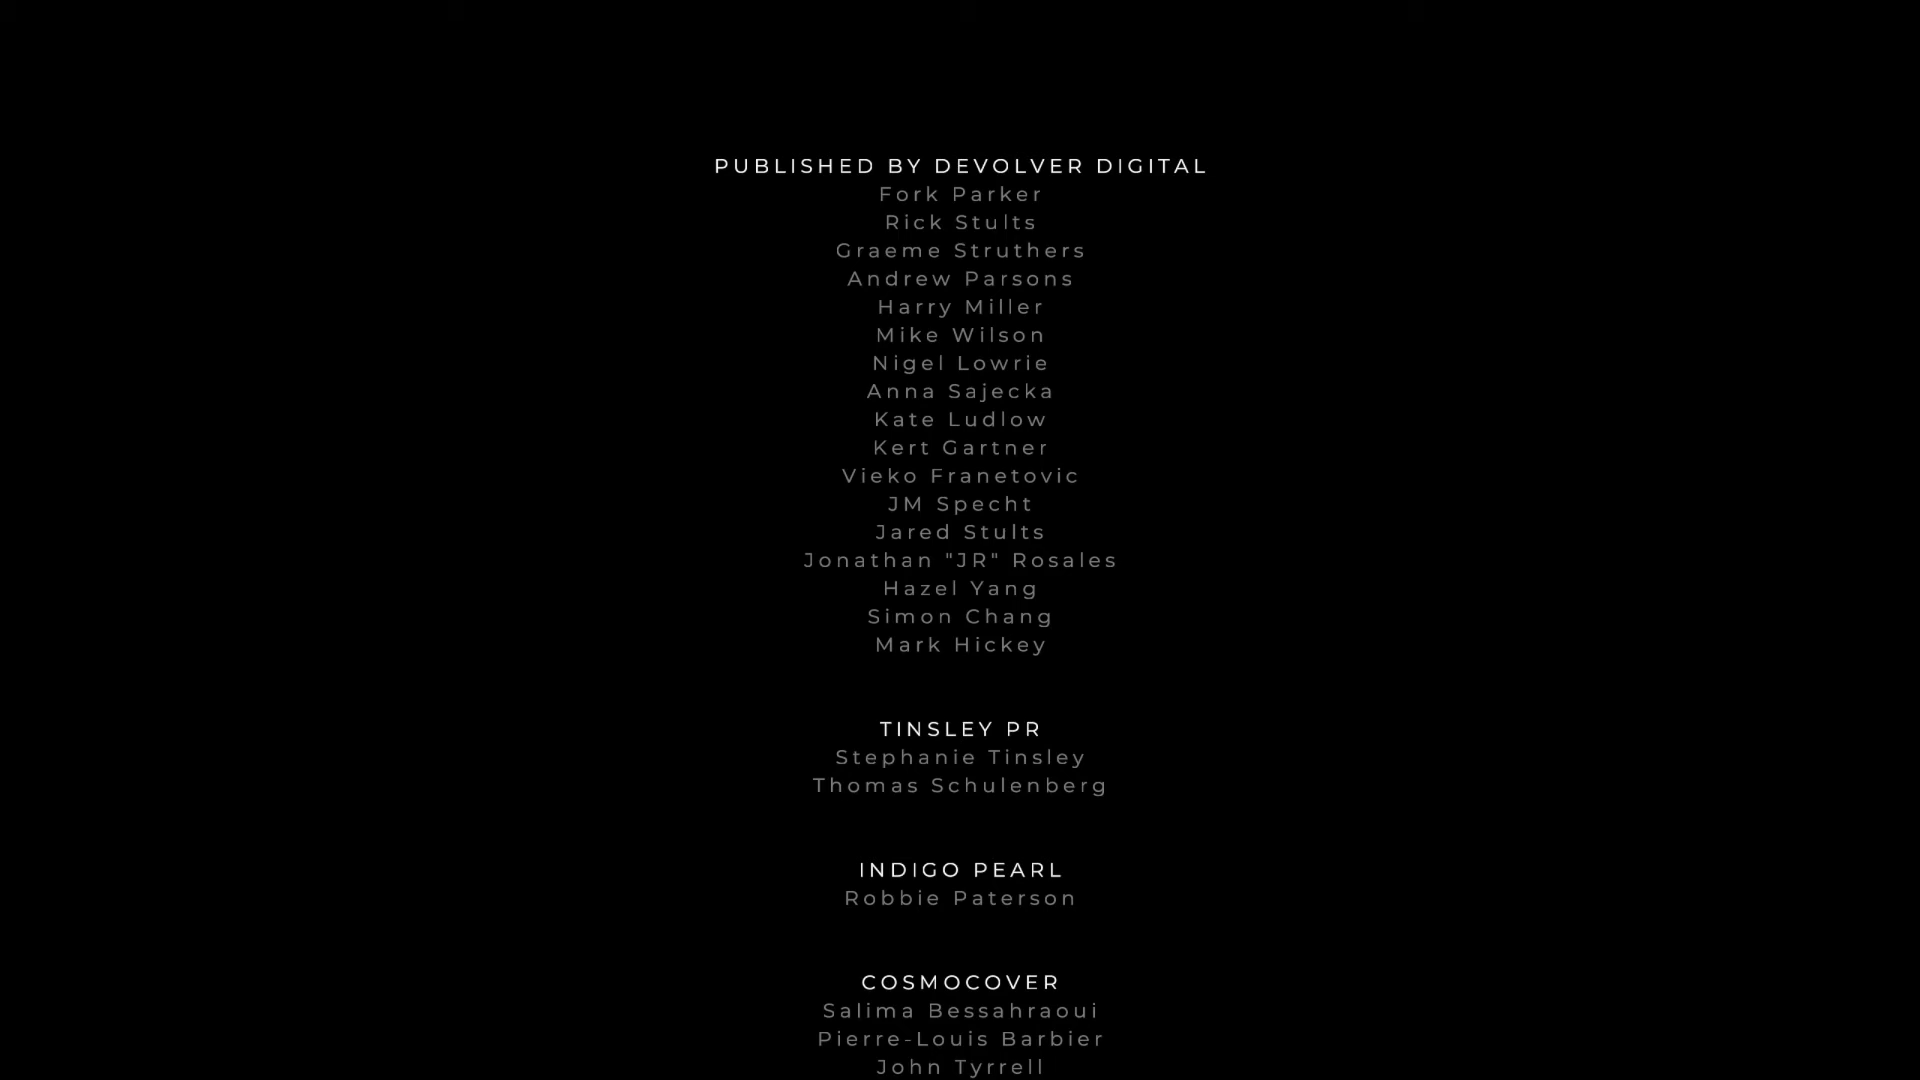 PUBLISHED BY DEVOLVER DIGITAL
Fork Parker
Rick Stults
Graeme Struthers
Andrew Parsons
Harry Miller
Mike Wilson
Nigel Lowrie
Anna Sajecka
Kate Ludlow
Kert Gartner
Vieko Franetovic
JM Specht
Jared Stults
Jonathan "JR" Rosales
Hazel Yang
Simon Chang
Mark Hickey
TINSLEY PR
Stephanie Tinsley
Thomas Schulenberg
INDIGO PEARL
Robbie Paterson
COSMOCOVER
Salima Bessahraoui
Pierre-Louis Barbier
John Tyrrell